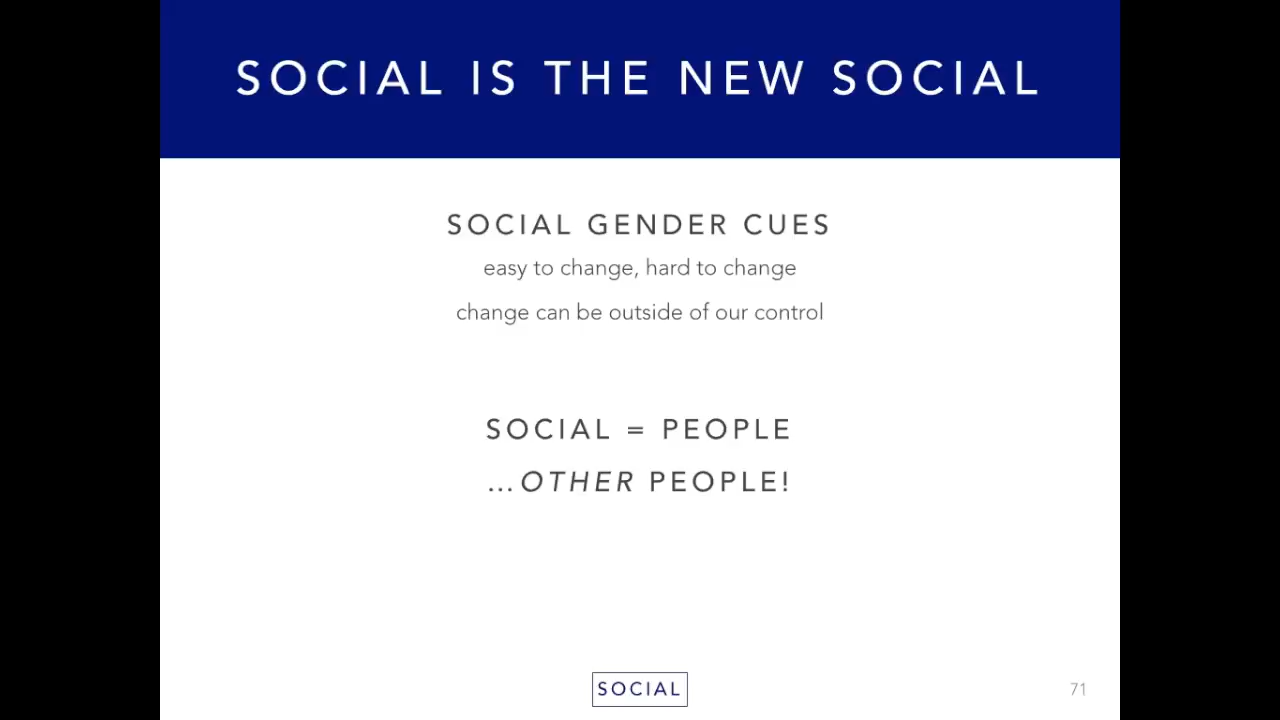 SOCIAL IS THE NEW SOCIAL
SOCIAL GENDER CUES
easy to change, hard to change
change can be outside of our control
SOCIAL = PEOPLE
...OTHER PEOPLE!
SOCIAL
71